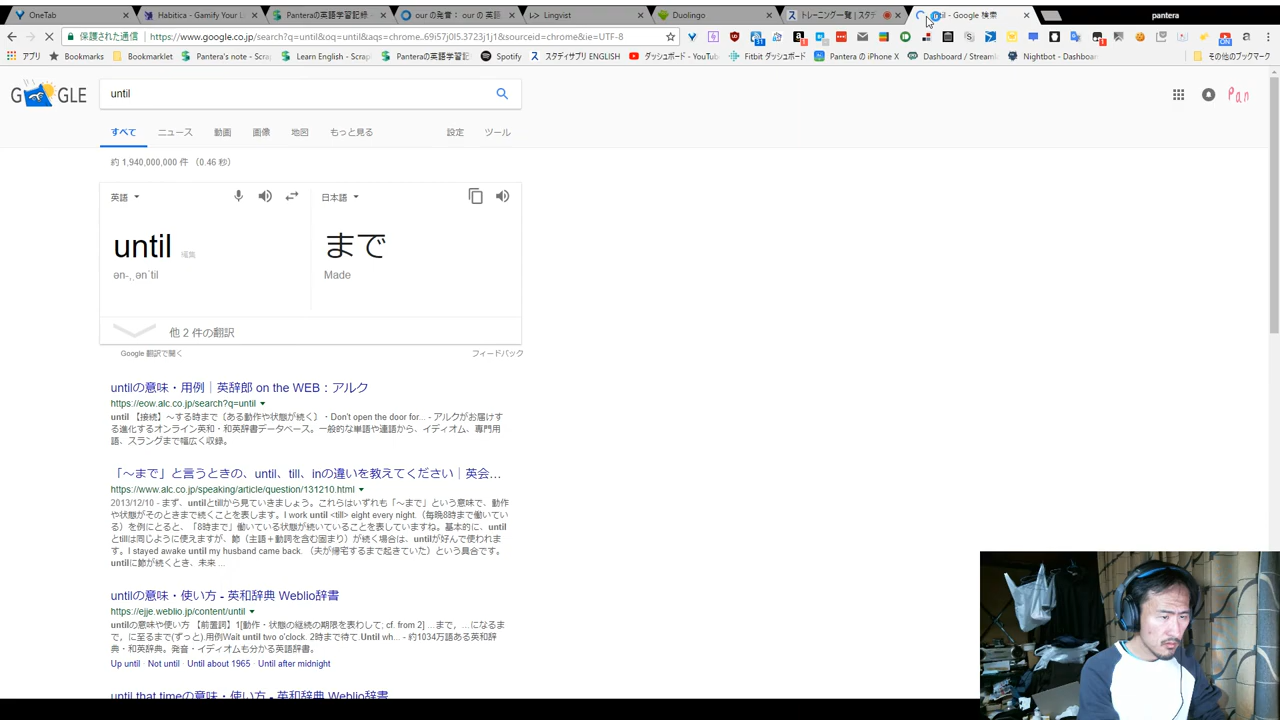 OneTab
Habitica - Gamify Your L
Panteraの英語学習記録
our の発音： our の 英語
Lingvist
Duolingo
トレーニング一覧 | スタデ
until - Google 検索
pantera
保護された通信
https://www.google.co.jp/search?q=until&oq=until&aqs=chrome..69i57j0l5.3723j1j1&sourceid=chrome&ie=UTF-8
アプリ
Bookmark
Bookmarklet
Pantera's note - Scrap
Learn English - Scrap
Panteraの英語学習記
Spotify
スタディサプリ ENGLISH
ダッシュボード - YouTu
Fitbit ダッシュボード
Pantera の iPhone X
Dashboard / Streamla
Nightbot - Dashboar
その他のブックマーク
GOOGLE
until
Pan
すべて ニュース 動画 画像 地図 もっと見る 設定 ツール
約 1,940,000,000 件 （0.46 秒）
英語
日本語
until 編集
まで
ən-,ˌənˈtil
Made
他 2 件の翻訳
Google 翻訳で開く
フィードバック
untilの意味・用例｜英辞郎 on the WEB：アルク
https://eow.alc.co.jp/search?q=until
until 【接続】～する時まで〔ある動作や状態が続く〕・Don't open the door for... - アルクがお届けす
る進化するオンライン英和・和英辞書データベース。一般的な単語や連語から、イディオム、専門用
語、スラングまで幅広く収録。
「～まで」と言うときの、until、till、inの違いを教えてください｜英会...
https://www.alc.co.jp/speaking/article/question/131210.html
2013/12/10 - まず、untilとtillから見ていきましょう。これらはいずれも「～まで」という意味で、動作
や状態がそのときまで続くことを表します。I work until <till> eight every night.（毎晩8時まで働いてい
る）を例にとると、「8時まで」働いている状態が続いていることを表していますね。基本的に、until
とtillは同じように使えますが、節（主語＋動詞を含む固まり）が続く場合は、untilが好んで使われま
す。I stayed awake until my husband came back. （夫が帰宅するまで起きていた）という具合です。
untilに節が続くとき、未来 ...
untilの意味・使い方 - 英和辞典 Weblio辞書
https://ejje.weblio.jp/content/until
untilの意味や使い方 【前置詞】1[動作・状態の継続の期限を表わして; cf. from 2] …まで, …になるま
で, に至るまで(ずっと).用例Wait until two o'clock. 2時まで待て.Until wh... - 約1034万語ある英和辞
典・和英辞典。発音・イディオムも分かる英語辞書。
Up until · Not until · Until about 1965 · Until after midnight
until that timeの意味・使い方 - 英和辞典 Weblio辞書